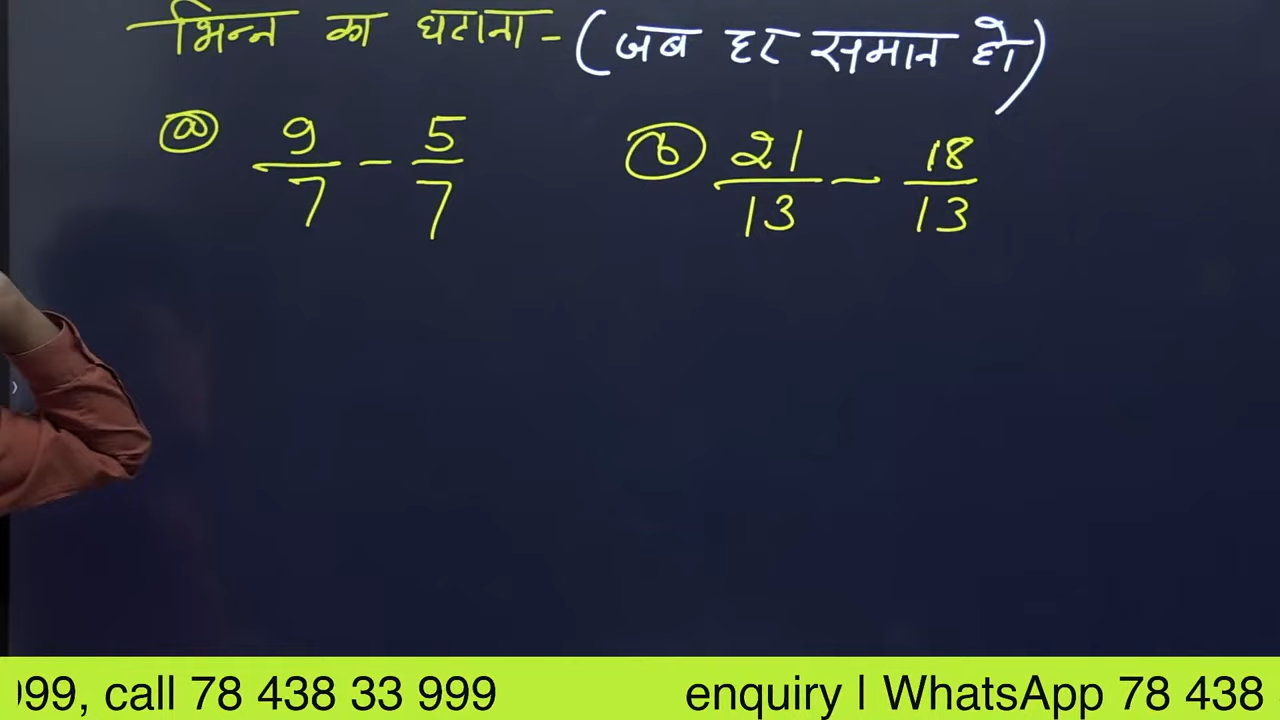 भिन्न का घटाना - (जब हर समान हो)
(a) 9/7 - 5/7 (b) 21/13 - 18/13
999, call 78 438 33 999 enquiry | WhatsApp 78 438